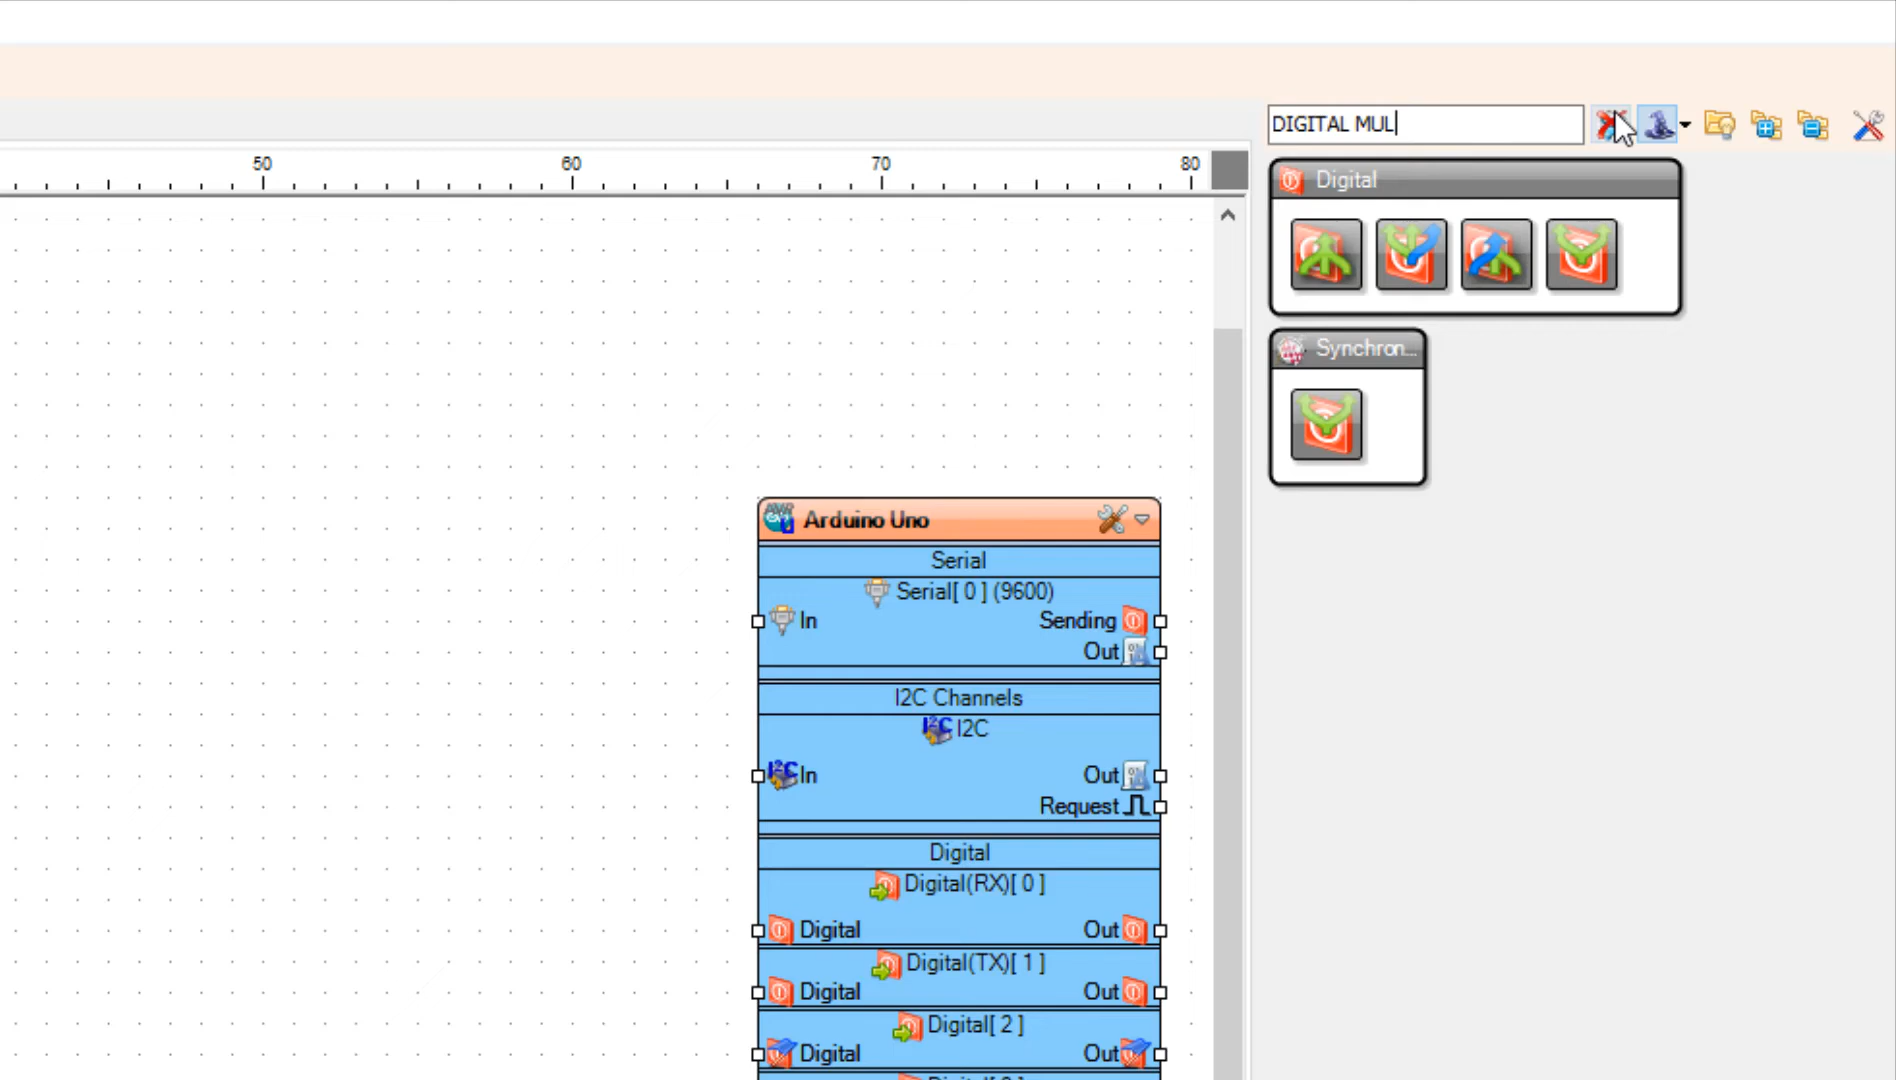 DIGITAL MUL
50 60 70 80
Digital
Synchron...
Arduino Uno
Serial
Serial[ 0 ] (9600)
In Sending
Out
I2C Channels
I2C I2C
I2C In Out
Request
Digital
Digital(RX)[ 0 ]
Digital Out
Digital(TX)[ 1 ]
Digital Out
Digital[ 2 ]
Digital Out